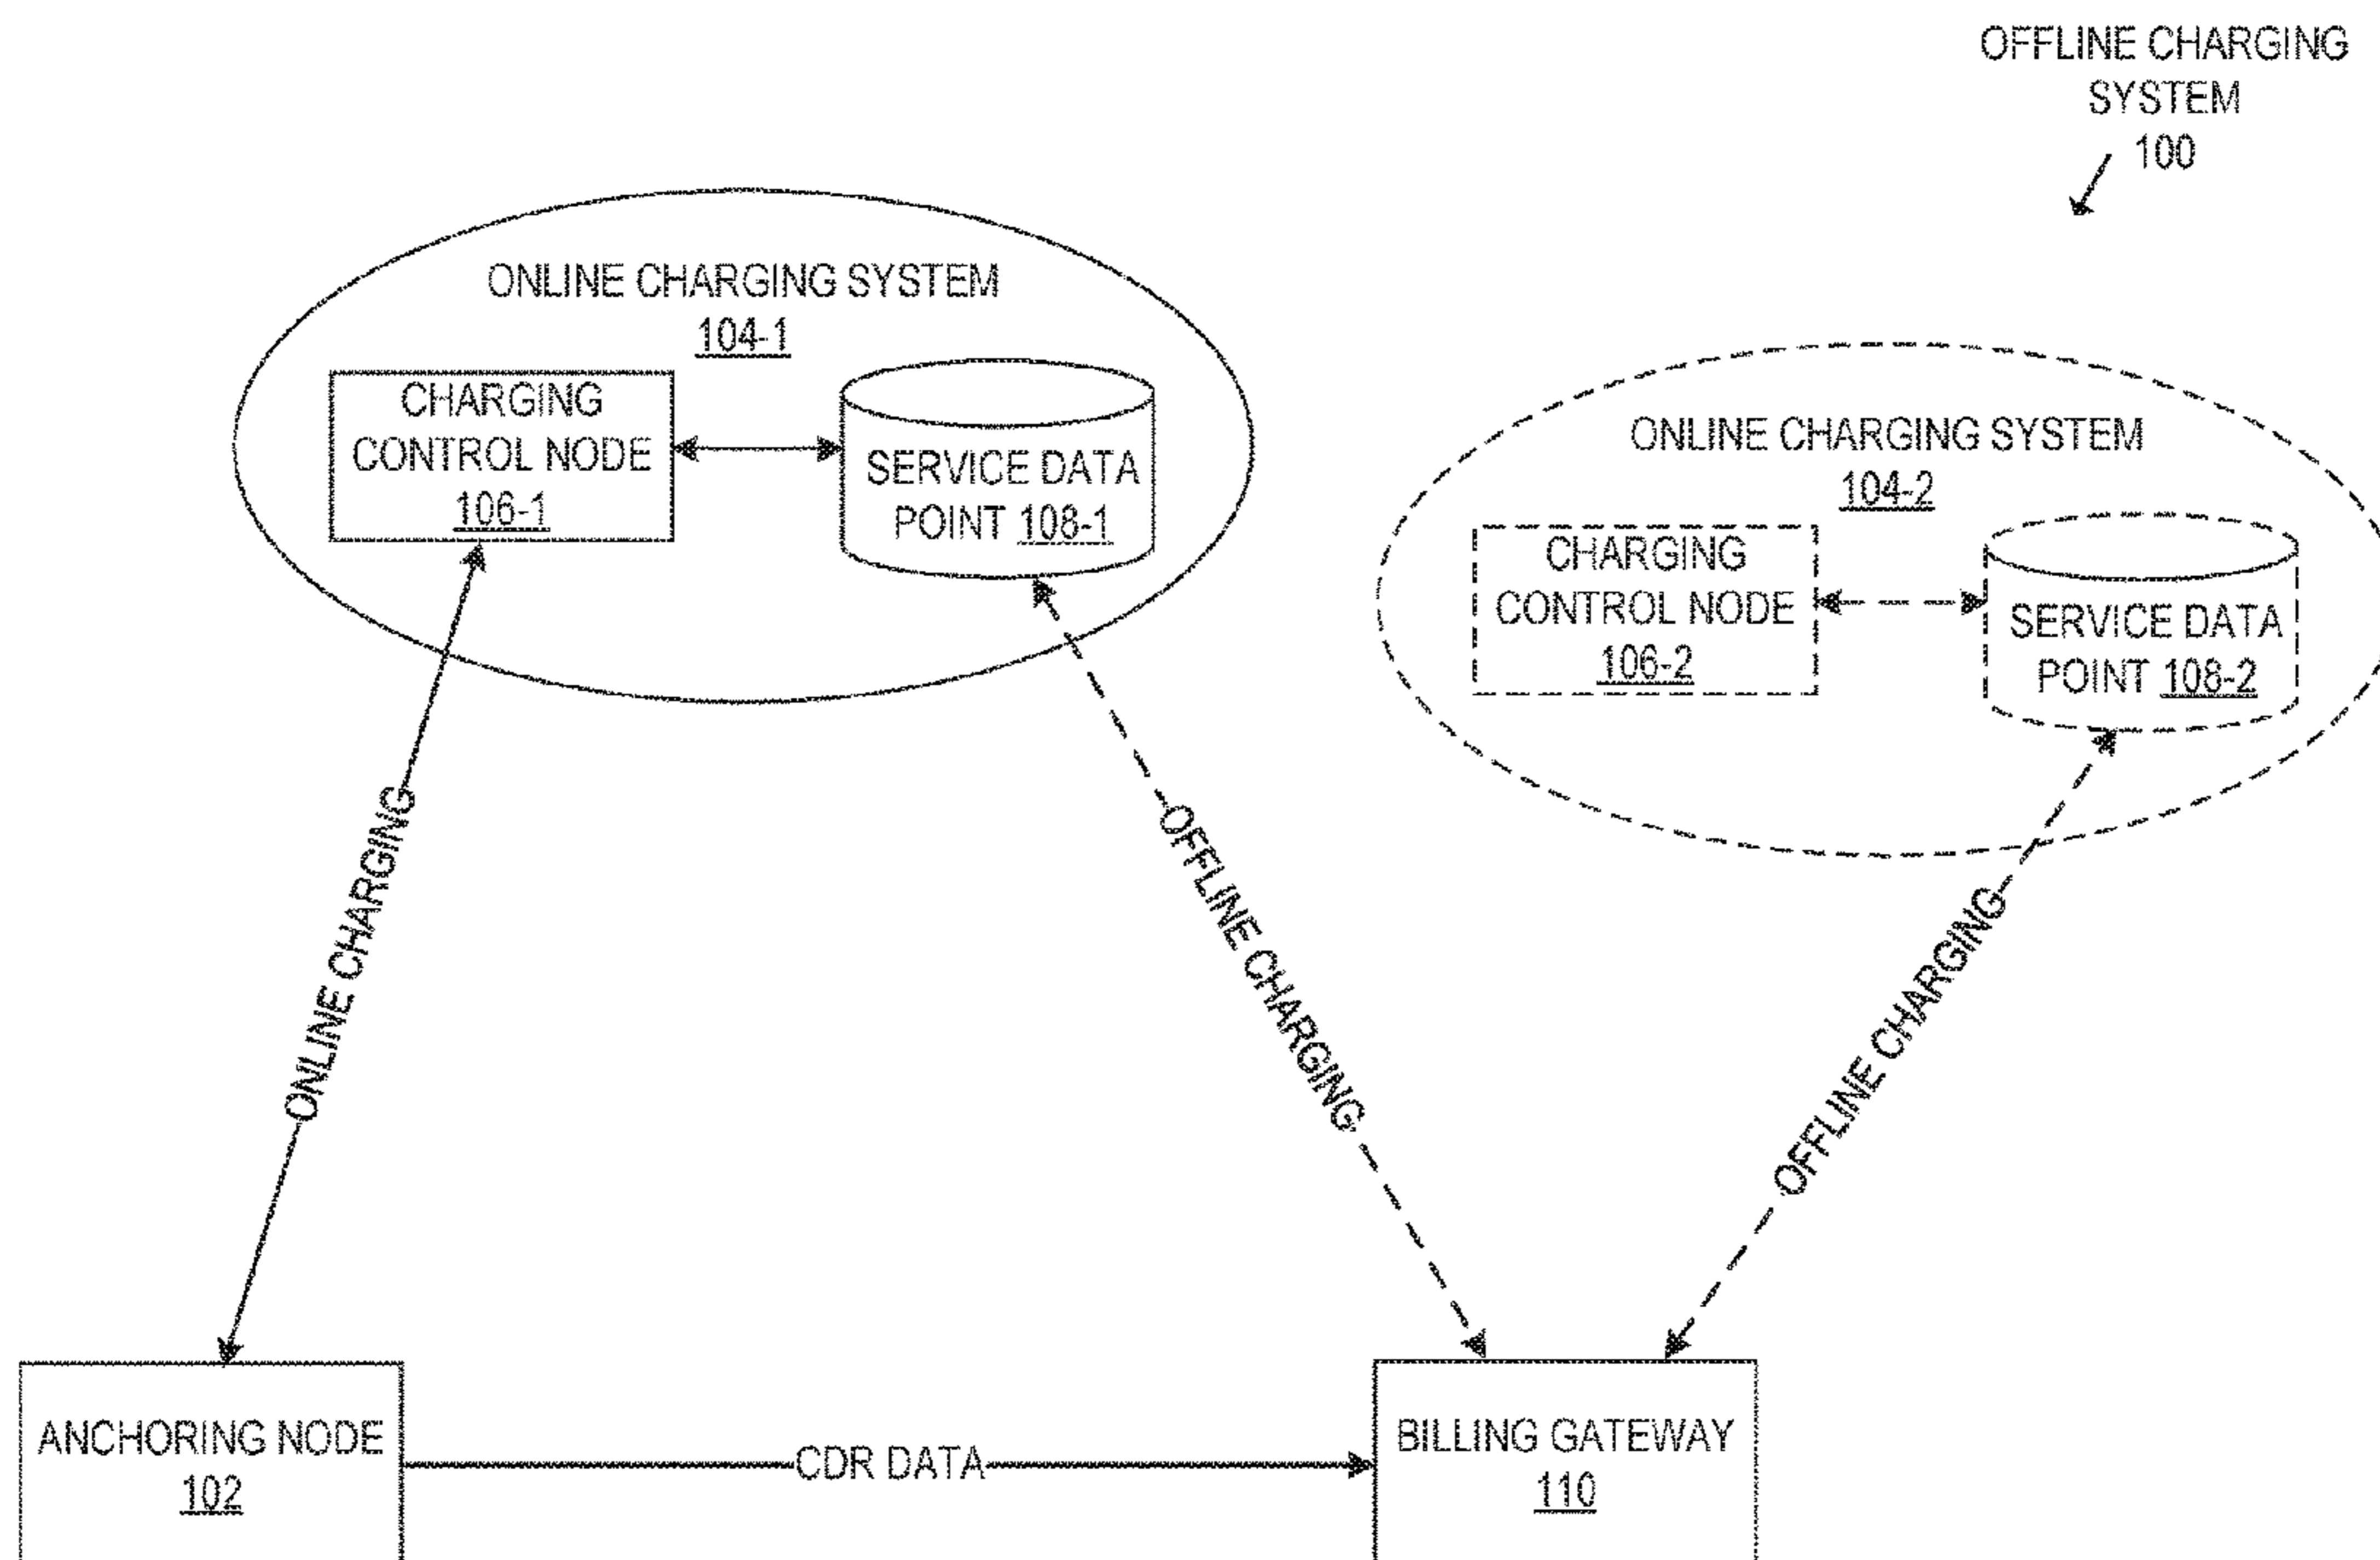 OFFLINE CHARGING
SYSTEM
100
ONLINE CHARGING SYSTEM
104-1
CHARGING
CONTROL NODE
106-1
SERVICE DATA
POINT 108-1
ONLINE CHARGING SYSTEM
104-2
CHARGING
CONTROL NODE
106-2
SERVICE DATA
POINT 108-2
ONLINE CHARGING
OFFLINE CHARGING
OFFLINE CHARGING
ANCHORING NODE
102
CDR DATA
BILLING GATEWAY
110